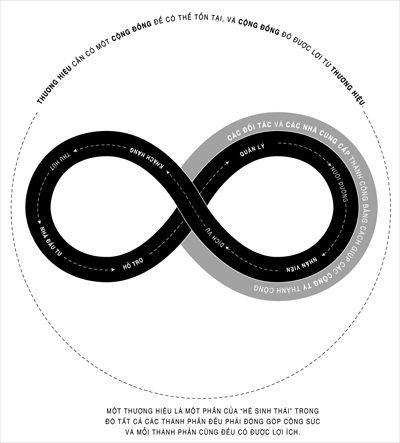 THƯƠNG HIỆU CẦN CÓ MỘT CỘNG ĐỒNG ĐỂ CÓ THỂ TỒN TẠI, VÀ CỘNG ĐỒNG ĐÓ ĐƯỢC LỢI TỪ THƯƠNG HIỆU.
CÁC ĐỐI TÁC VÀ CÁC NHÀ CUNG CẤP THÀNH CÔNG BẰNG CÁCH GIÚP CÁC CÔNG TY THÀNH CÔNG
THU HÚT
KHÁCH HÀNG
QUẢN LÝ
NUÔI DƯỠNG
NHÀ ĐẦU TƯ
HỖ TRỢ
DỊCH VỤ
NHÂN VIÊN
MỘT THƯƠNG HIỆU LÀ MỘT PHẦN CỦA "HỆ SINH THÁI" TRONG
ĐÓ TẤT CẢ CÁC THÀNH PHẦN ĐỀU PHẢI ĐÓNG GÓP CÔNG SỨC
VÀ MỖI THÀNH PHẦN CŨNG ĐỀU CÓ ĐƯỢC LỢI ÍCH.